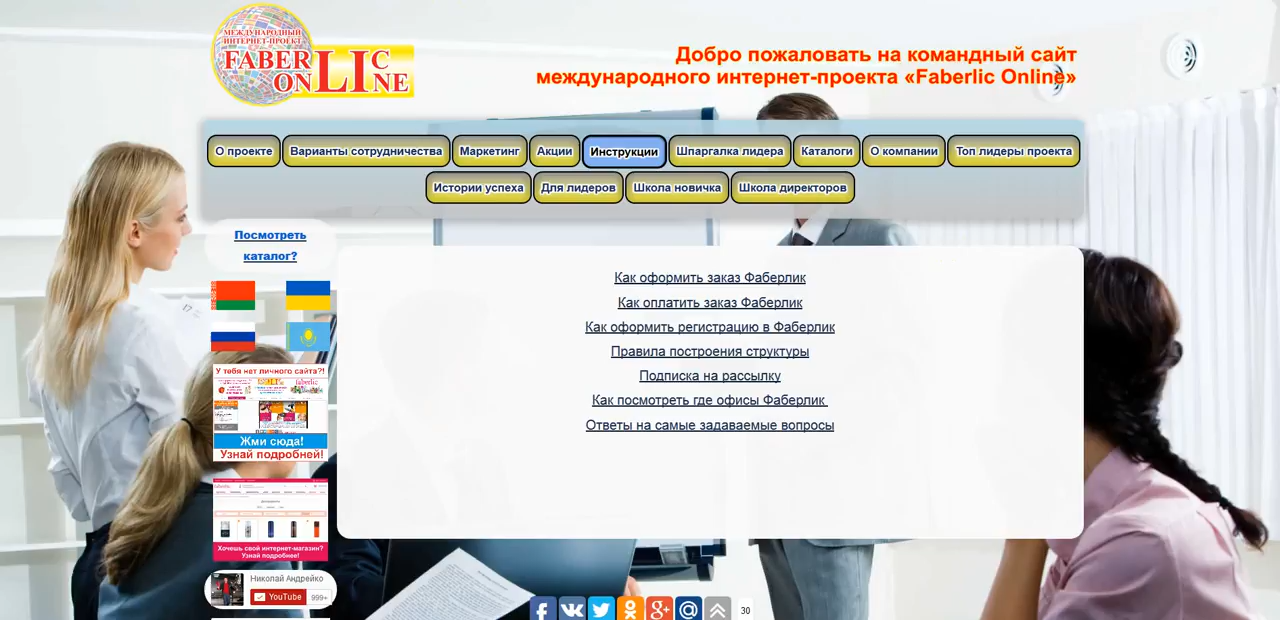 МЕЖДУНАРОДНЫЙ
ИНТЕРНЕТ-ПРОЕКТ
FABERLIC
ONLINE
Добро пожаловать на командный сайт
международного интернет-проекта «Faberlic Online»
О проекте Варианты сотрудничества Маркетинг Акции Инструкции Шпаргалка лидера Каталоги О компании Топ лидеры проекта
Истории успеха Для лидеров Школа новичка Школа директоров
Посмотреть
каталог?
Как оформить заказ Фаберлик
Как оплатить заказ Фаберлик
Как оформить регистрацию в Фаберлик
Правила построения структуры
Подписка на рассылку
Как посмотреть где офисы Фаберлик
Ответы на самые задаваемые вопросы
17
У тебя нет личного сайта?!
faberlic
Жми сюда!
Узнай подробней!
Хочешь свой интернет-магазин?
Узнай подробнее!
Николай Андрейко
YouTube 999+
30